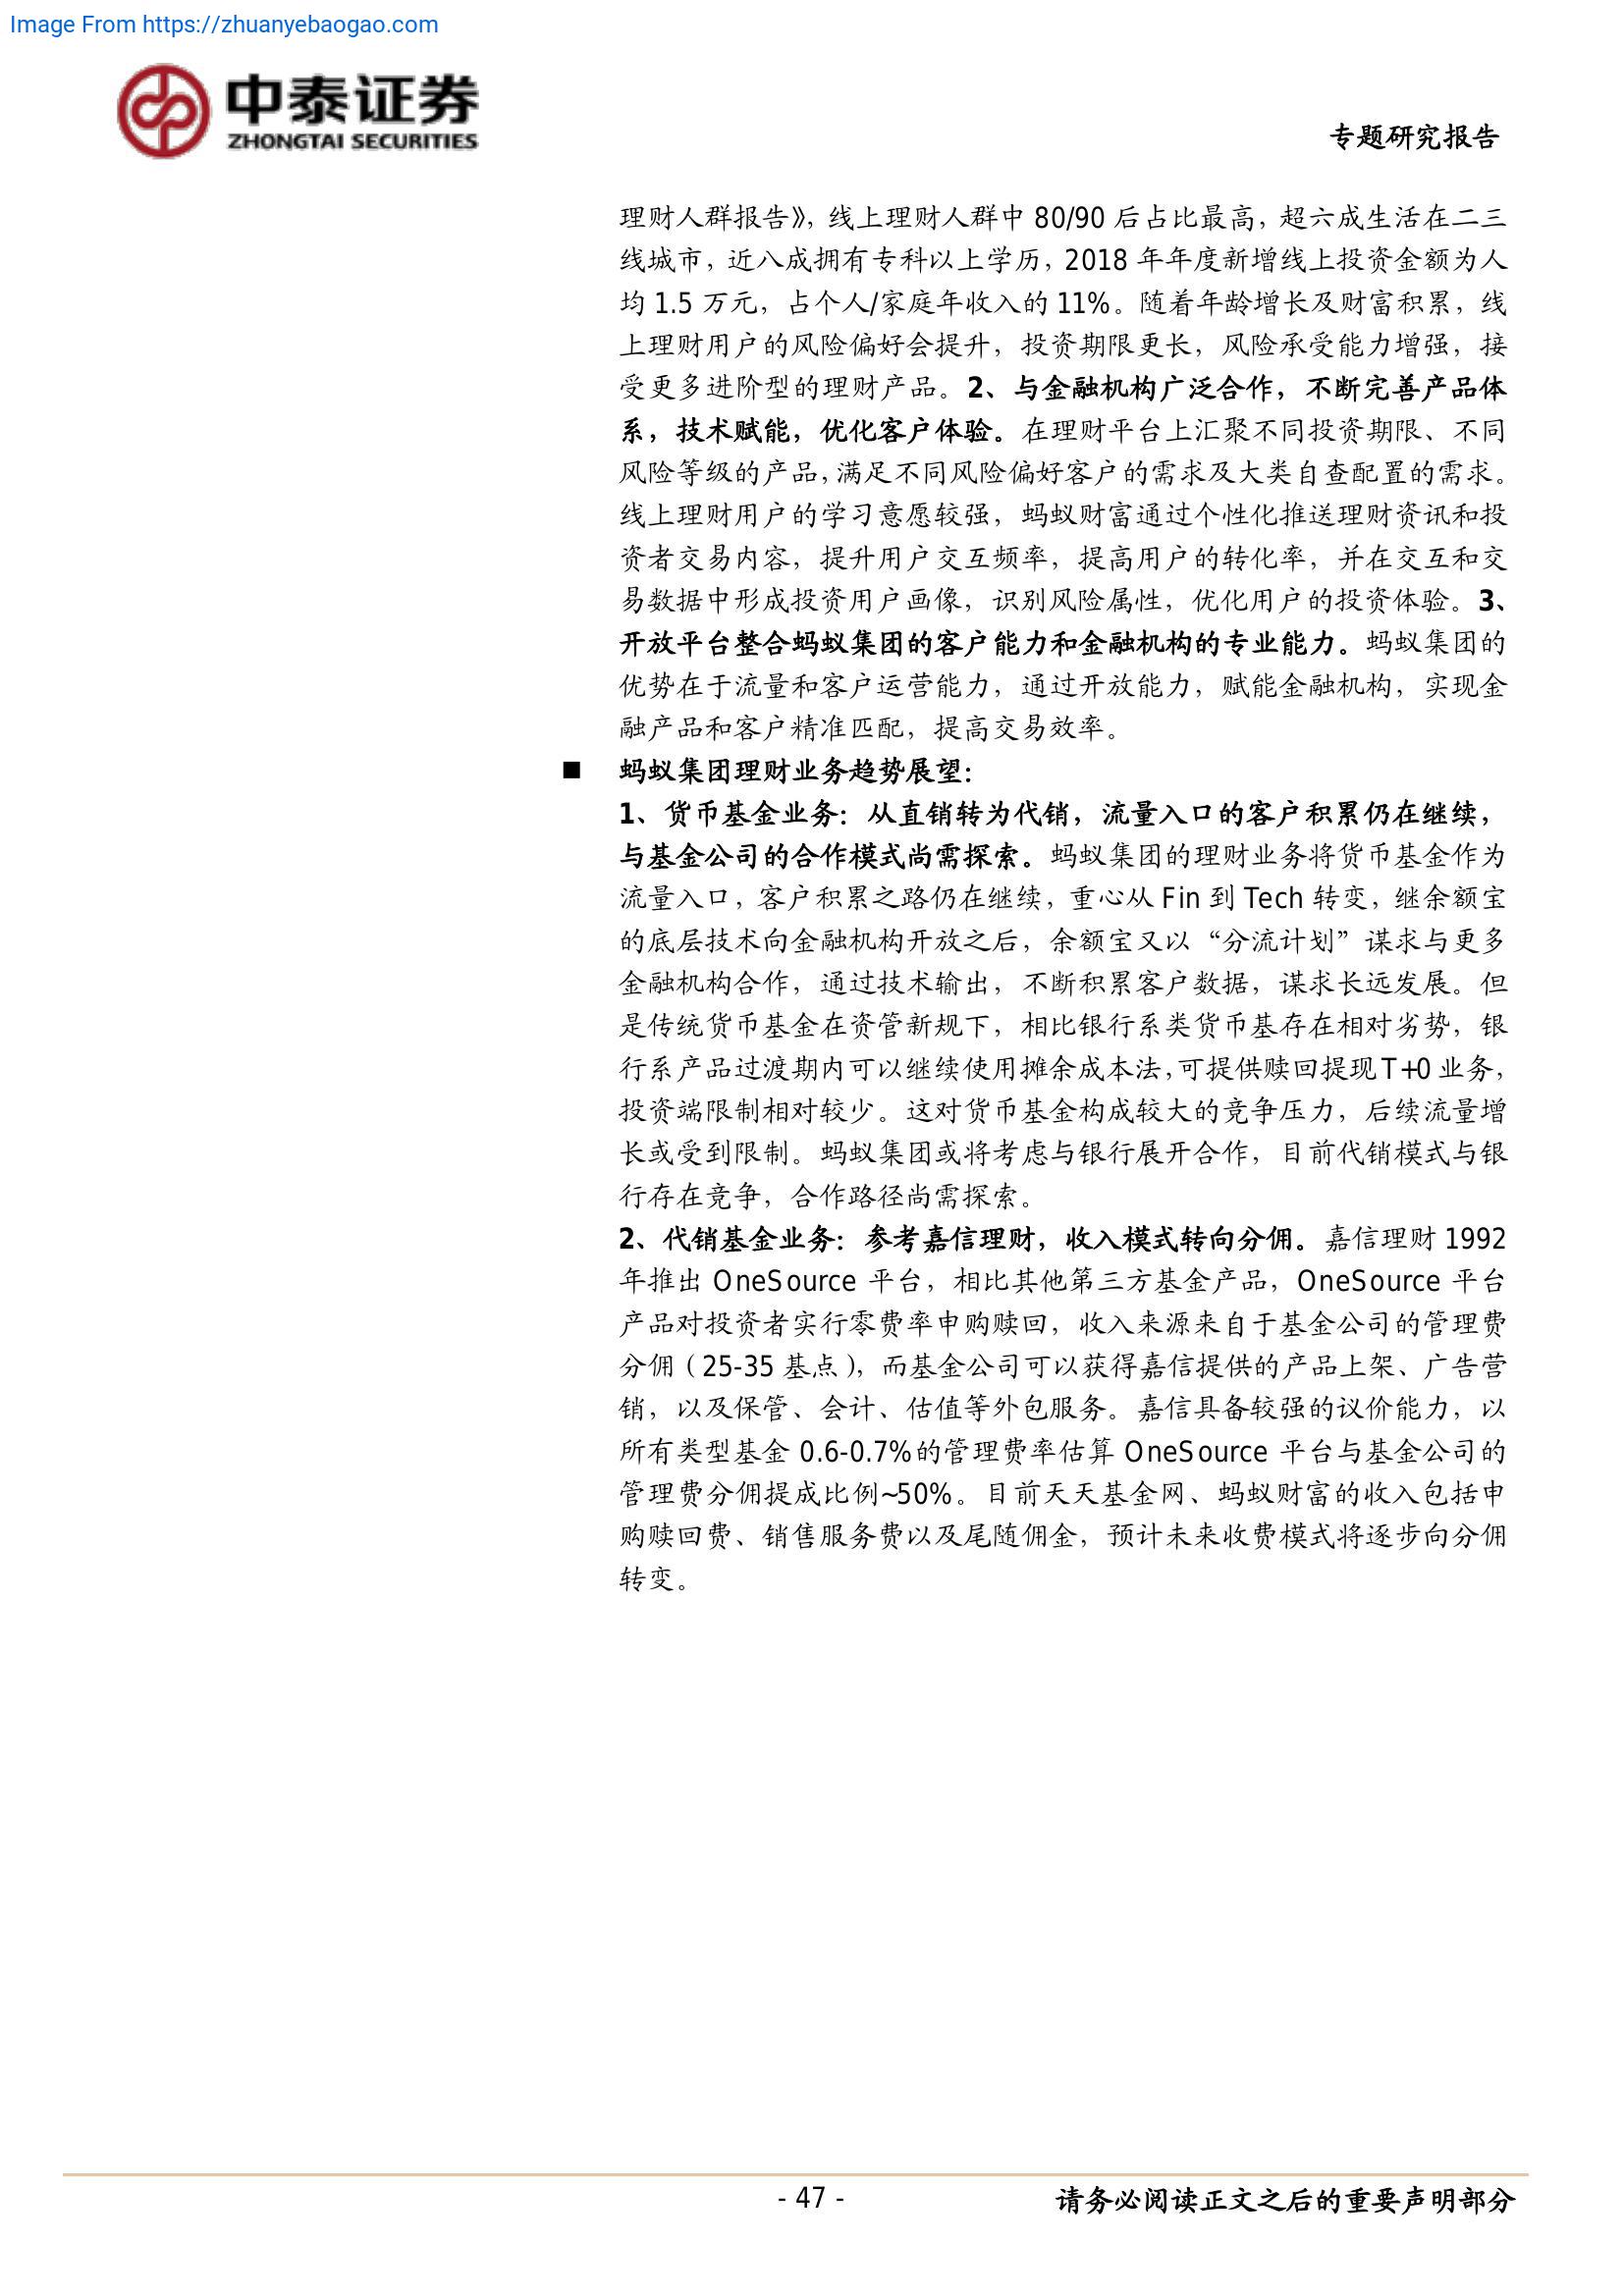 Image From https://zhuanyebaogao.com
中泰证券
ZHONGTAI SECURITIES
专题研究报告
理财人群报告》，线上理财人群中 80/90 后占比最高，超六成生活在二三
线城市，近八成拥有专科以上学历，2018 年年度新增线上投资金额为人
均 1.5 万元，占个人/家庭年收入的 11%。随着年龄增长及财富积累，线
上理财用户的风险偏好会提升，投资期限更长，风险承受能力增强，接
受更多进阶型的理财产品。2、与金融机构广泛合作，不断完善产品体
系，技术赋能，优化客户体验。在理财平台上汇聚不同投资期限、不同
风险等级的产品，满足不同风险偏好客户的需求及大类自查配置的需求。
线上理财用户的学习意愿较强，蚂蚁财富通过个性化推送理财资讯和投
资者交易内容，提升用户交互频率，提高用户的转化率，并在交互和交
易数据中形成投资用户画像，识别风险属性，优化用户的投资体验。3、
开放平台整合蚂蚁集团的客户能力和金融机构的专业能力。蚂蚁集团的
优势在于流量和客户运营能力，通过开放能力，赋能金融机构，实现金
融产品和客户精准匹配，提高交易效率。
■ 蚂蚁集团理财业务趋势展望：
1、货币基金业务：从直销转为代销，流量入口的客户积累仍在继续，
与基金公司的合作模式尚需探索。蚂蚁集团的理财业务将货币基金作为
流量入口，客户积累之路仍在继续，重心从 Fin 到 Tech 转变，继余额宝
的底层技术向金融机构开放之后，余额宝又以“分流计划”谋求与更多
金融机构合作，通过技术输出，不断积累客户数据，谋求长远发展。但
是传统货币基金在资管新规下，相比银行系类货币基存在相对劣势，银
行系产品过渡期内可以继续使用摊余成本法，可提供赎回提现 T+0 业务，
投资端限制相对较少。这对货币基金构成较大的竞争压力，后续流量增
长或受到限制。蚂蚁集团或将考虑与银行展开合作，目前代销模式与银
行存在竞争，合作路径尚需探索。
2、代销基金业务：参考嘉信理财，收入模式转向分佣。嘉信理财 1992
年推出 OneSource 平台，相比其他第三方基金产品，OneSource 平台
产品对投资者实行零费率申购赎回，收入来源来自于基金公司的管理费
分佣（25-35 基点），而基金公司可以获得嘉信提供的产品上架、广告营
销，以及保管、会计、估值等外包服务。嘉信具备较强的议价能力，以
所有类型基金 0.6-0.7%的管理费率估算 OneSource 平台与基金公司的
管理费分佣提成比例~50%。目前天天基金网、蚂蚁财富的收入包括申
购赎回费、销售服务费以及尾随佣金，预计未来收费模式将逐步向分佣
转变。
- 47 -
请务必阅读正文之后的重要声明部分